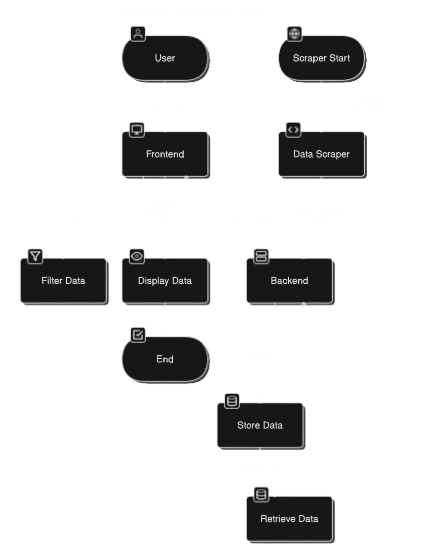 User
Scraper Start
Frontend
Data Scraper
Filter Data
Display Data
Backend
End
Store Data
Retrieve Data